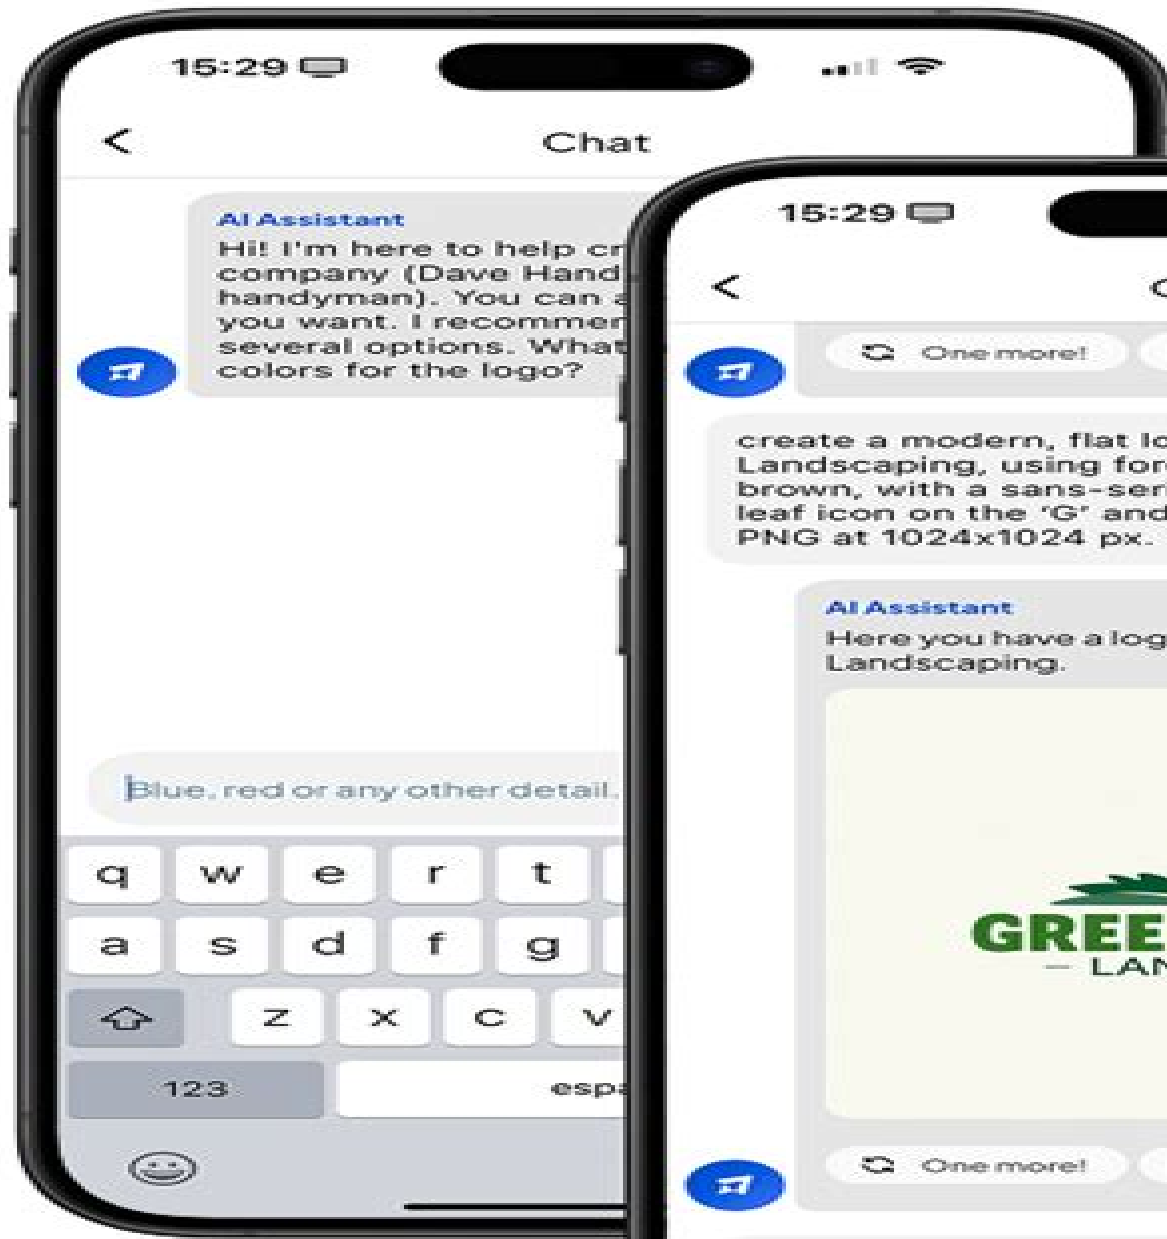 15:29
Chat
AI Assistant
Hi! I'm here to help cr
company (Dave Hand
handyman). You can a
you want. I recommen
several options. What
colors for the logo?
Blue, red or any other detail.
q w e r t
a s d f g
z x c v
123
espa
15:29
One more!
create a modern, flat lo
Landscaping, using fore
brown, with a sans-seri
leaf icon on the ‘G’ and
PNG at 1024x1024 px.
AI Assistant
Here you have a log
Landscaping.
GREE
– LAN
One more!